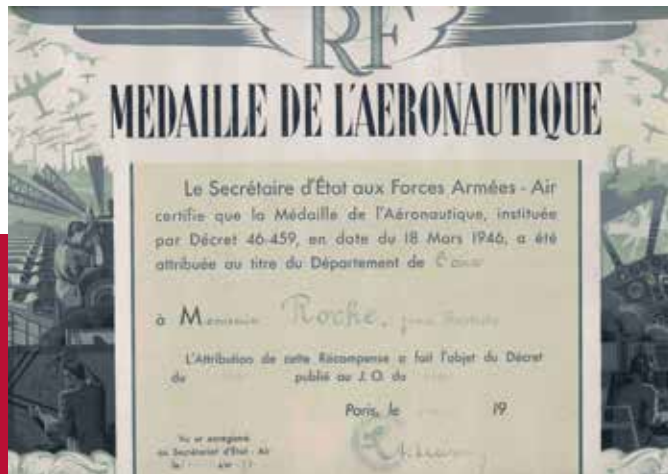 RF
MEDAILLE DE L'AERONAUTIQUE
Le Secrétaire d'État aux Forces Armées - Air
certifie que la Médaille de l'Aéronautique, instituée
par Décret 46-459, en date du 18 Mars 1946, a été
attribuée au titre du Département de
à Monsieur Roche,
L'Attribution de cette Récompense a fait l'objet du Décret
du publié au J. O. du
Paris, le 19
Vu et enregistré
au Secrétariat d'État - Air
le